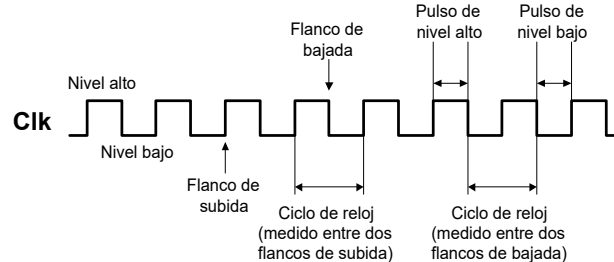 Flanco de
bajada
Pulso de
nivel alto
Pulso de
nivel bajo
Nivel alto
Clk
Nivel bajo
Flanco de
subida
Ciclo de reloj
(medido entre dos
flancos de subida)
Ciclo de reloj
(medido entre dos
flancos de bajada)